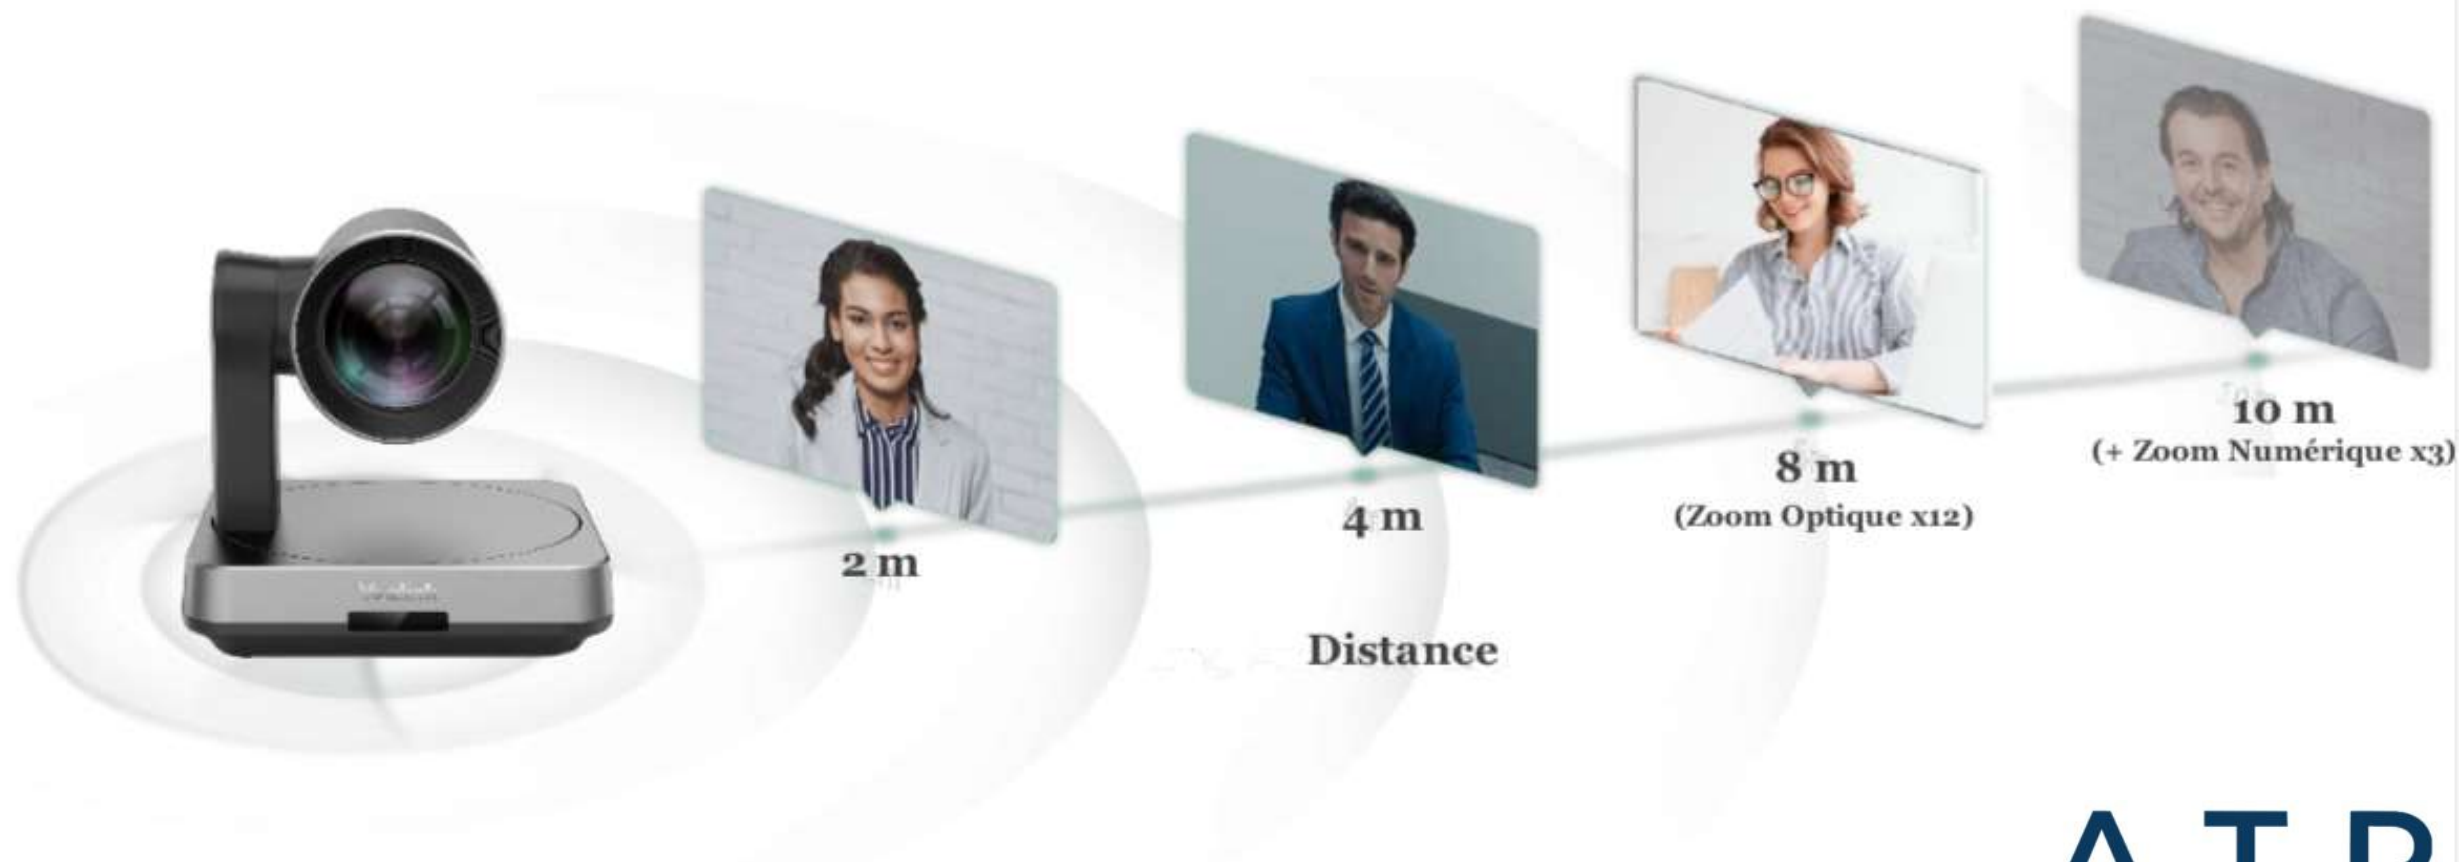 2 m
4 m
8 m
(Zoom Optique x12)
10 m
(+ Zoom Numérique x3)
Distance